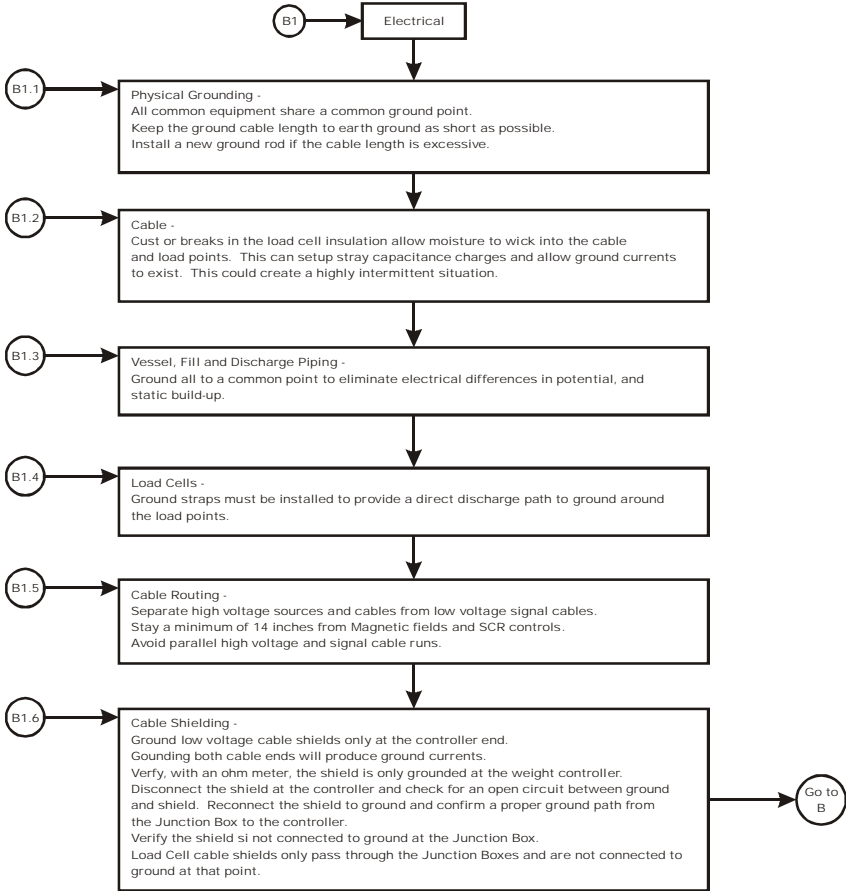 B1
Electrical
B1.1
Physical Grounding -
All common equipment share a common ground point.
Keep the ground cable length to earth ground as short as possible.
Install a new ground rod if the cable length is excessive.
B1.2
Cable -
Cust or breaks in the load cell insulation allow moisture to wick into the cable
and load points. This can setup stray capacitance charges and allow ground currents
to exist. This could create a highly intermittent situation.
B1.3
Vessel, Fill and Discharge Piping -
Ground all to a common point to eliminate electrical differences in potential, and
static build-up.
B1.4
Load Cells -
Ground straps must be installed to provide a direct discharge path to ground around
the load points.
B1.5
Cable Routing -
Separate high voltage sources and cables from low voltage signal cables.
Stay a minimum of 14 inches from Magnetic fields and SCR controls.
Avoid parallel high voltage and signal cable runs.
B1.6
Cable Shielding -
Ground low voltage cable shields only at the controller end.
Gounding both cable ends will produce ground currents.
Verfy, with an ohm meter, the shield is only grounded at the weight controller.
Disconnect the shield at the controller and check for an open circuit between ground
and shield. Reconnect the shield to ground and confirm a proper ground path from
the Junction Box to the controller.
Verify the shield si not connected to ground at the Junction Box.
Load Cell cable shields only pass through the Junction Boxes and are not connected to
ground at that point.
Go to
B